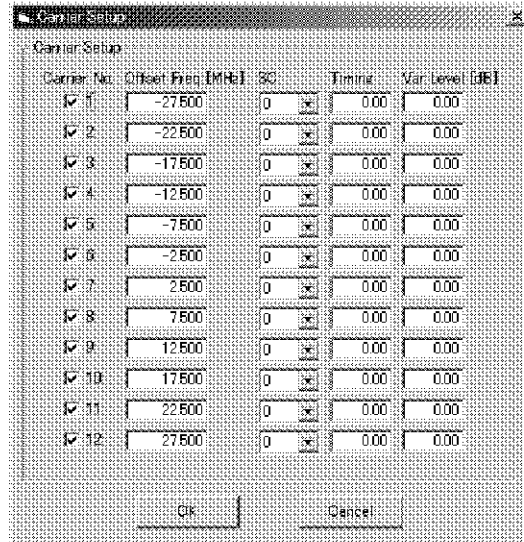 Carrier Setup
Carrier Setup
Carrier No. Offset Freq [MHz] SC Timing Var. Level [dB]
1 -27.500 0 0.00 0.00
2 -22.500 0 0.00 0.00
3 -17.500 0 0.00 0.00
4 -12.500 0 0.00 0.00
5 -7.500 0 0.00 0.00
6 -2.500 0 0.00 0.00
7 2.500 0 0.00 0.00
8 7.500 0 0.00 0.00
9 12.500 0 0.00 0.00
10 17.500 0 0.00 0.00
11 22.500 0 0.00 0.00
12 27.500 0 0.00 0.00
Ok Cancel